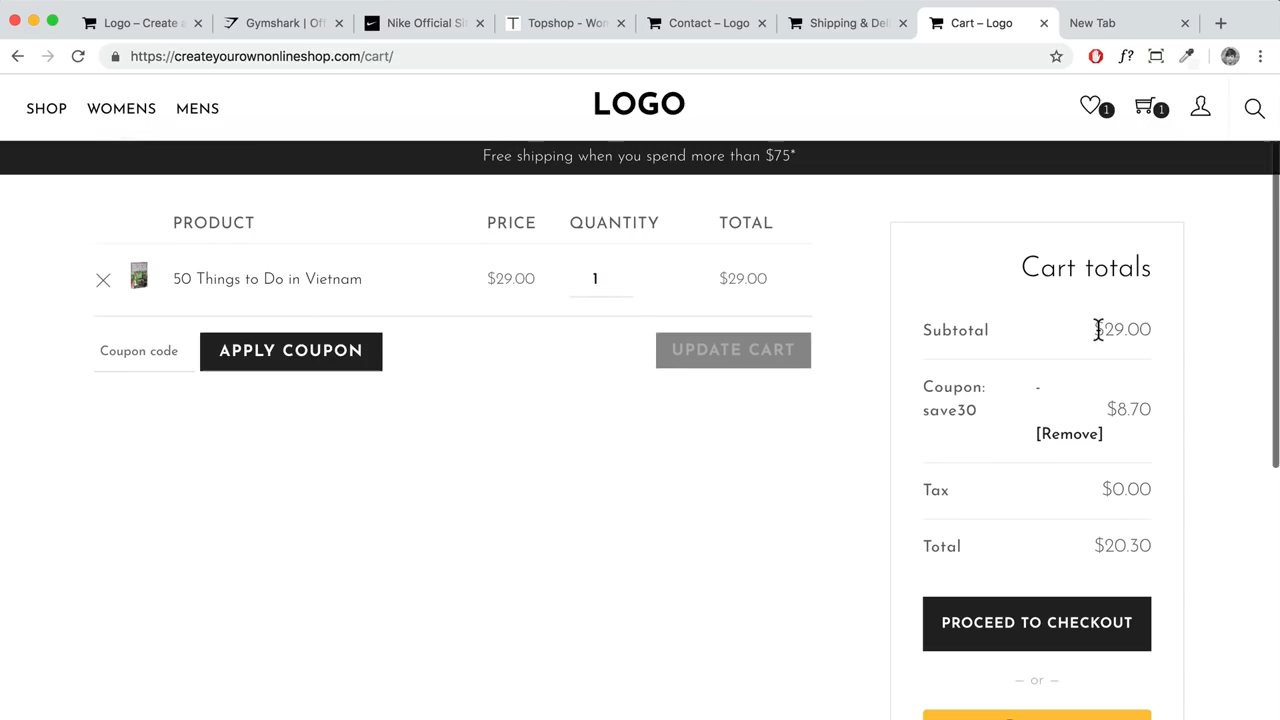 Logo – Create a
Gymshark | Off
Nike Official Sit
Topshop - Wom
Contact – Logo
Shipping & Deli
Cart – Logo
New Tab
https://createyourownonlineshop.com/cart/
f?
SHOP WOMENS MENS
LOGO
1
1
Free shipping when you spend more than $75*
PRODUCT PRICE QUANTITY TOTAL
50 Things to Do in Vietnam $29.00 1 $29.00
Coupon code APPLY COUPON UPDATE CART
Cart totals
Subtotal $29.00
Coupon: -
save30 $8.70
[Remove]
Tax $0.00
Total $20.30
PROCEED TO CHECKOUT
— or —